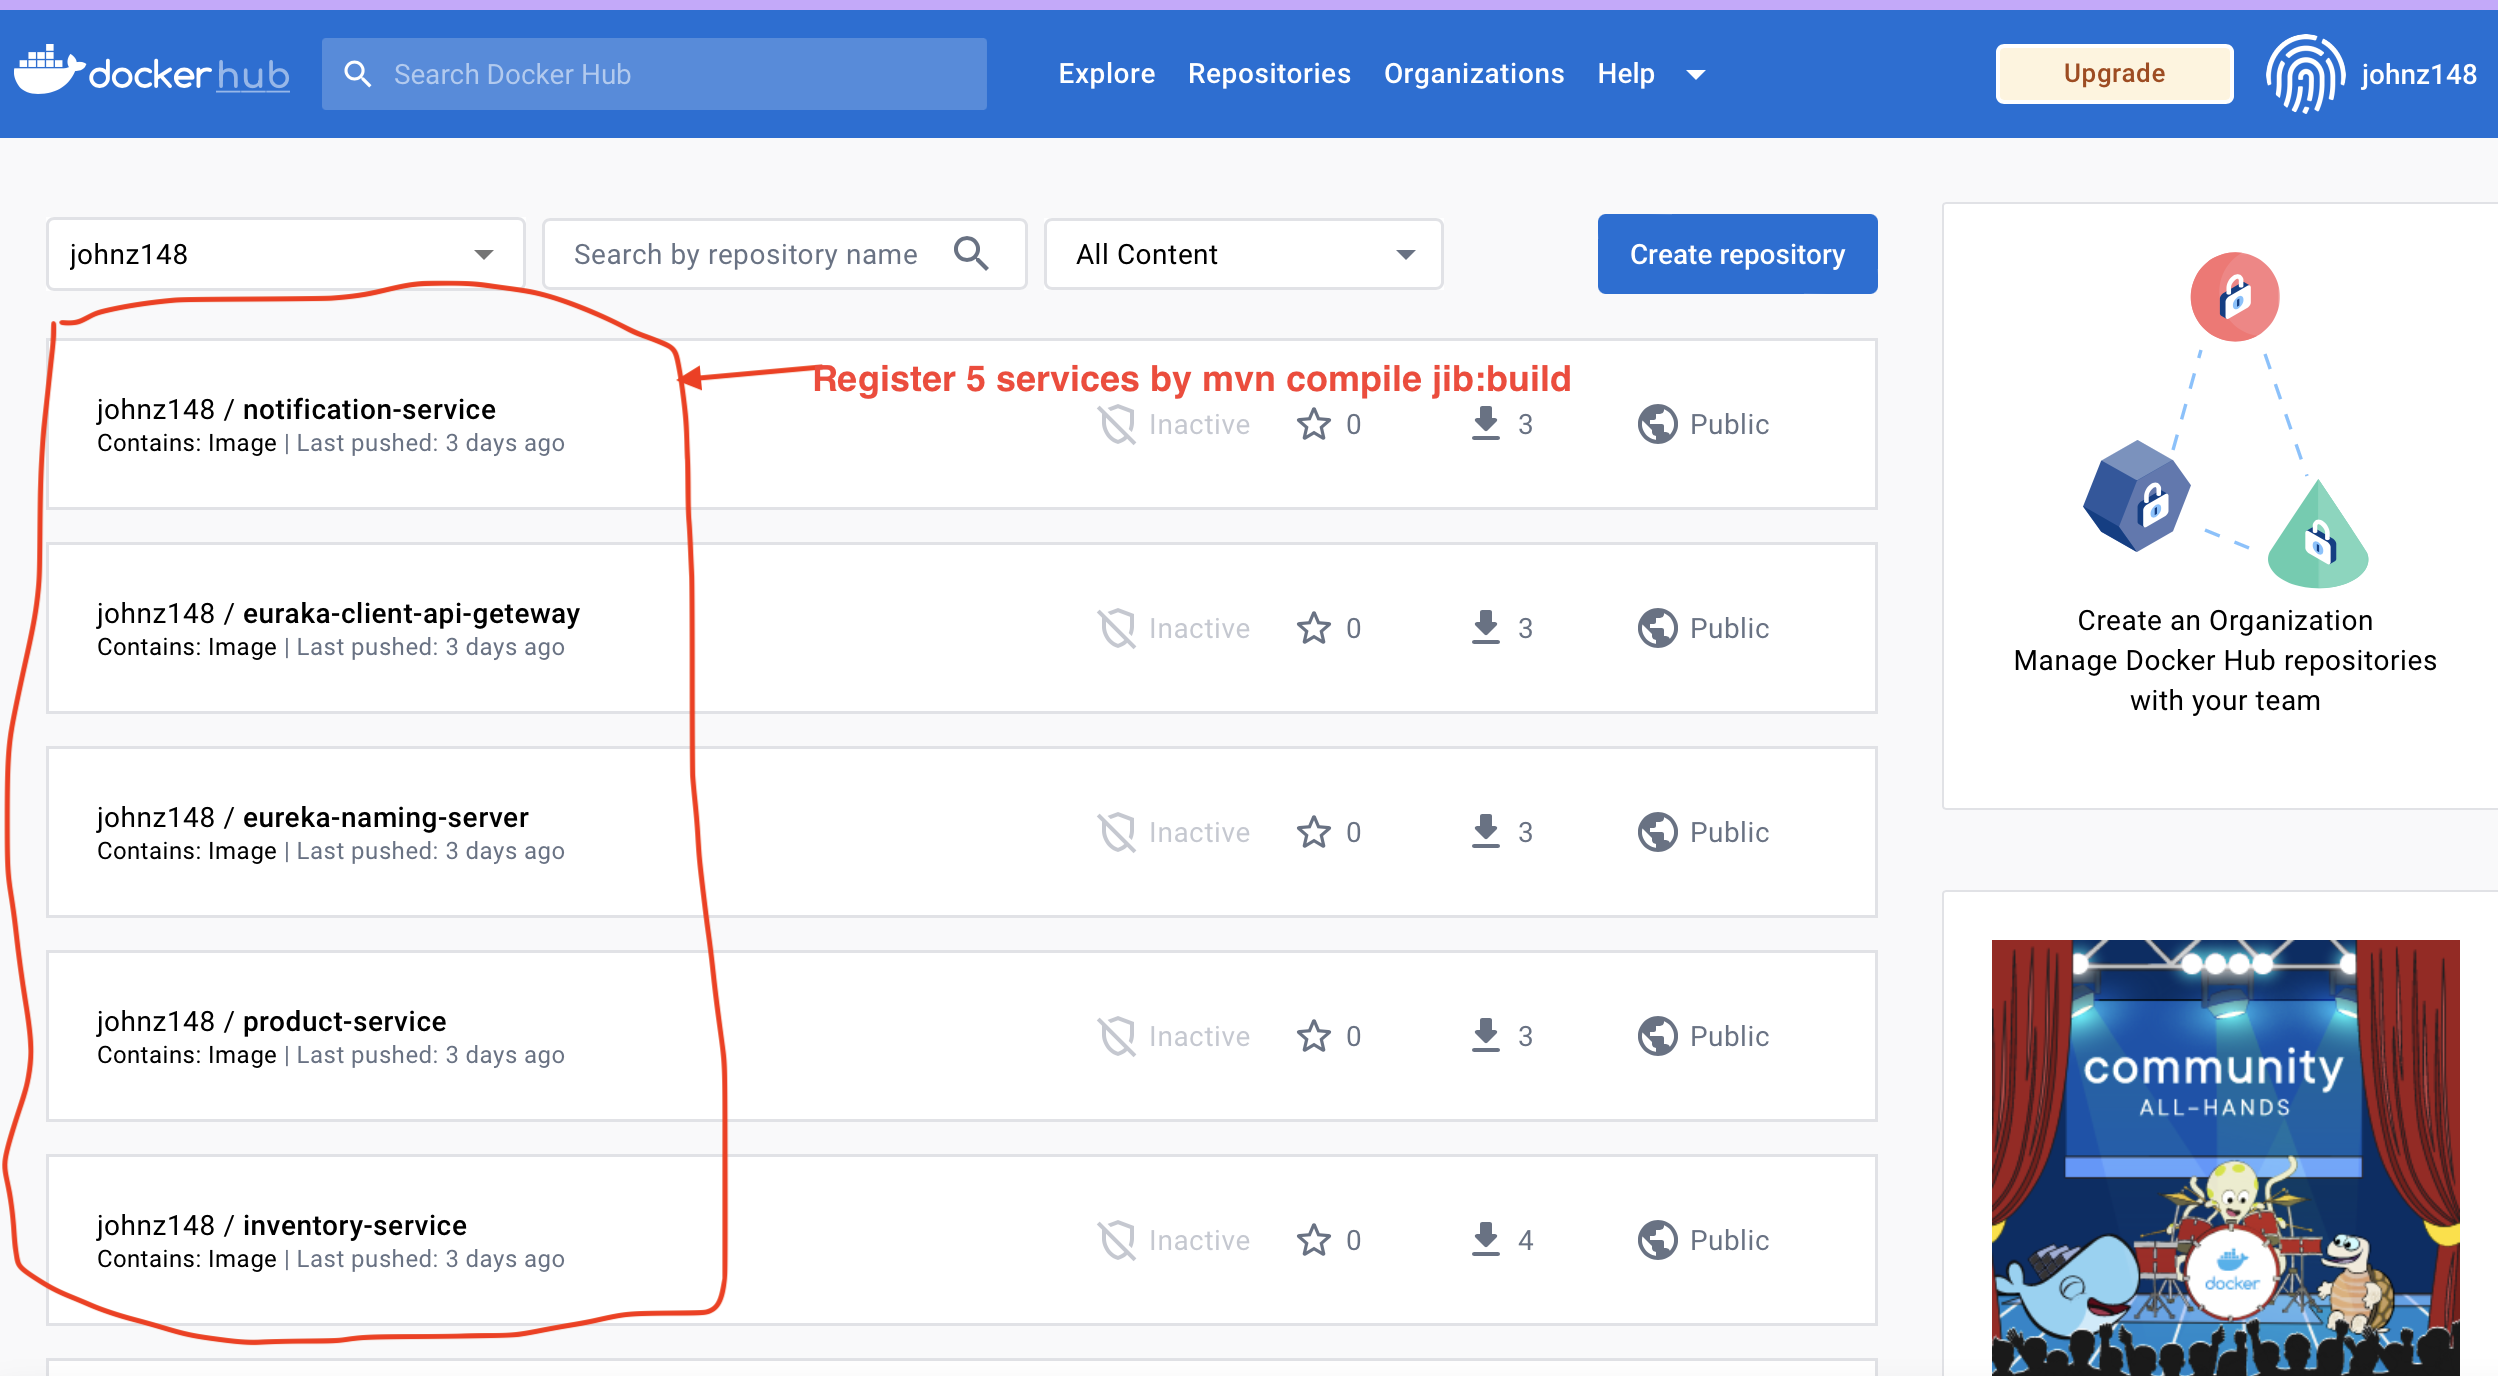 docker hub
Search Docker Hub
Explore Repositories Organizations Help
Upgrade
johnz148
johnz148
Search by repository name
All Content
Create repository
Register 5 services by mvn compile jib:build
johnz148 / notification-service
Contains: Image | Last pushed: 3 days ago
Inactive 0 3 Public
johnz148 / euraka-client-api-geteway
Contains: Image | Last pushed: 3 days ago
Inactive 0 3 Public
johnz148 / eureka-naming-server
Contains: Image | Last pushed: 3 days ago
Inactive 0 3 Public
johnz148 / product-service
Contains: Image | Last pushed: 3 days ago
Inactive 0 3 Public
johnz148 / inventory-service
Contains: Image | Last pushed: 3 days ago
Inactive 0 4 Public
Create an Organization
Manage Docker Hub repositories
with your team
community
ALL-HANDS
docker